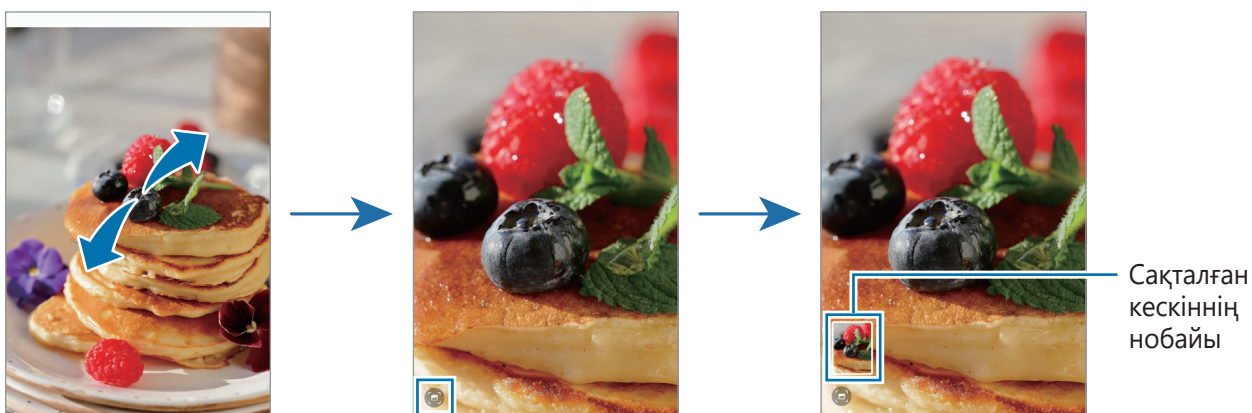 Сақталған
кескіннің
нобайы